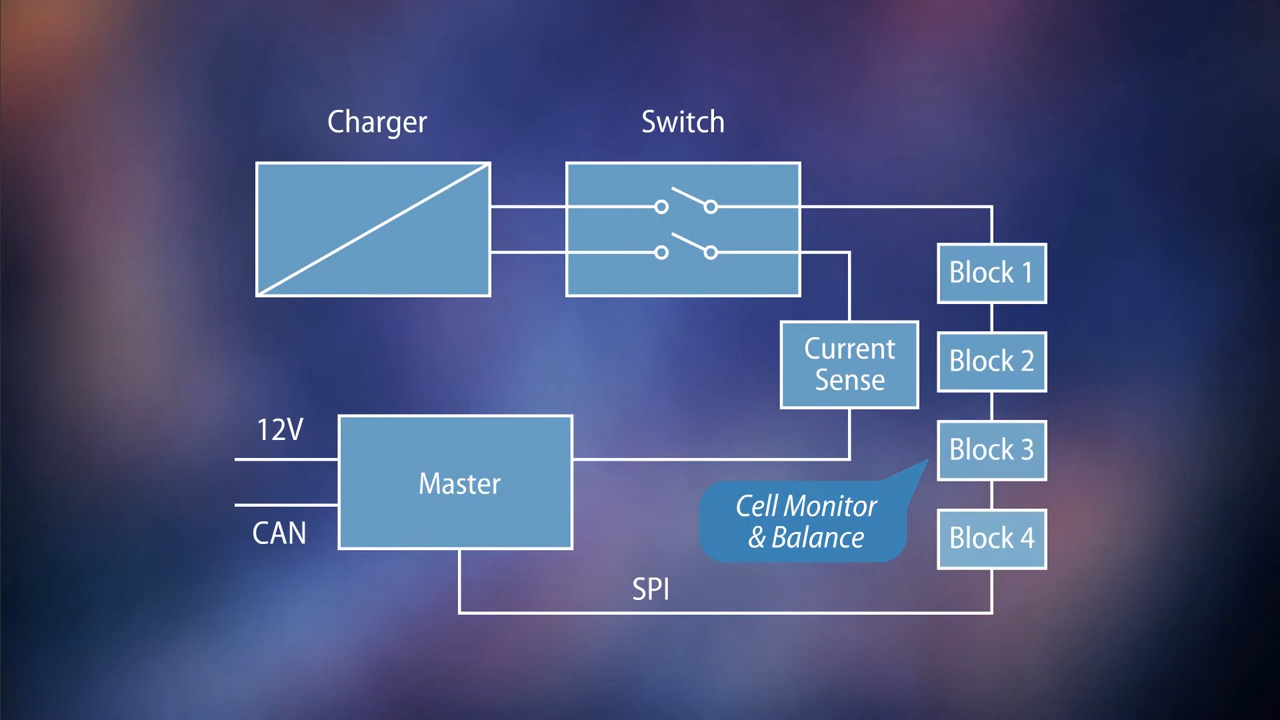 Charger
Switch
Block 1
Current
Sense
Block 2
12V
Master
Block 3
Cell Monitor
& Balance
CAN
Block 4
SPI